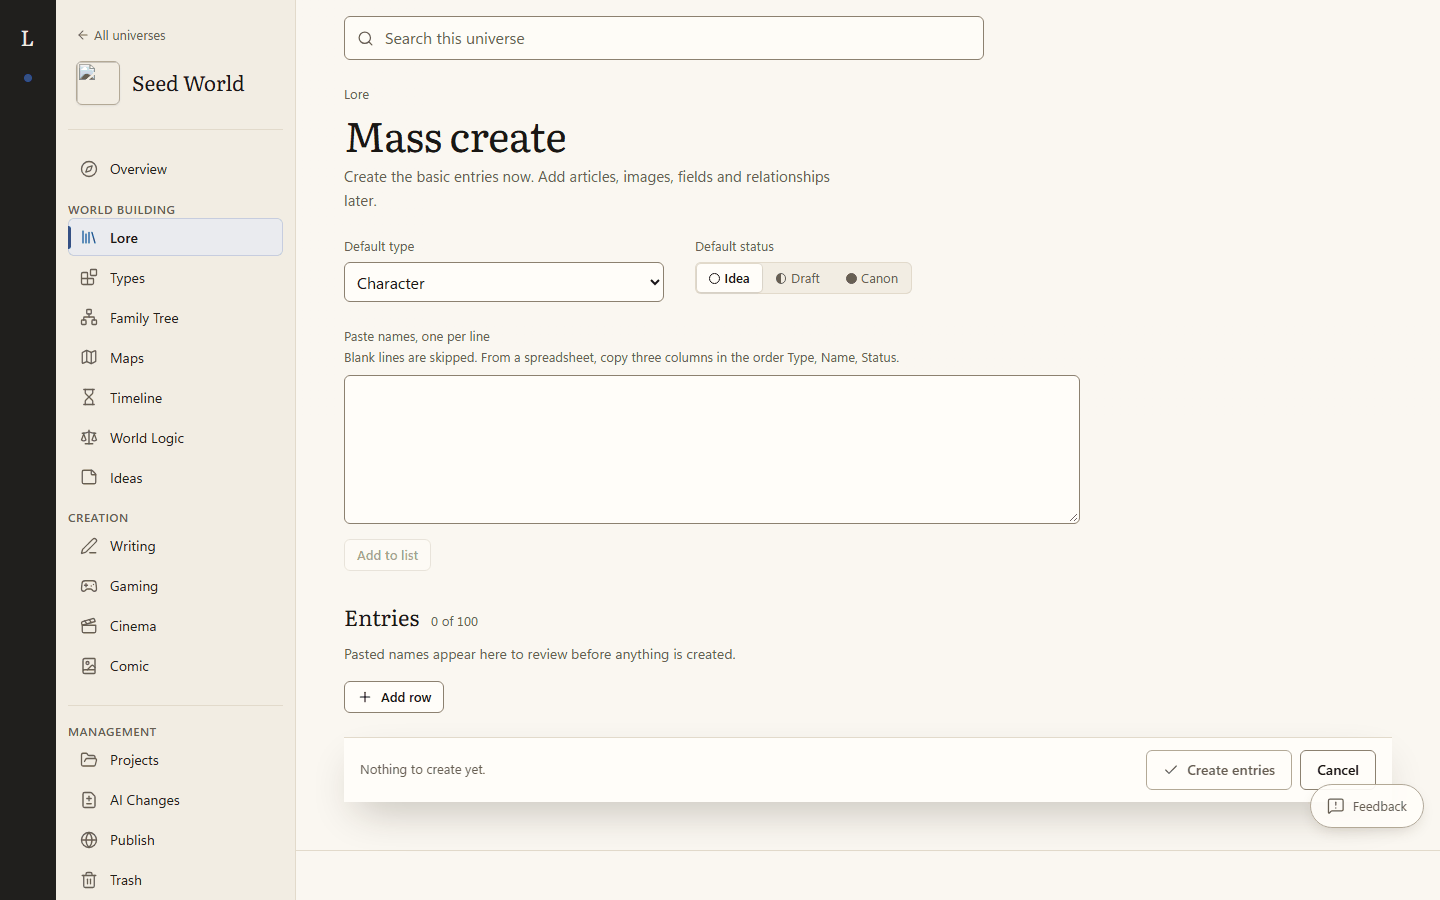 L
All universes
Seed World
Overview
WORLD BUILDING
Lore
Types
Family Tree
Maps
Timeline
World Logic
Ideas
CREATION
Writing
Gaming
Cinema
Comic
MANAGEMENT
Projects
AI Changes
Publish
Trash
Search this universe
Lore
Mass create
Create the basic entries now. Add articles, images, fields and relationships
later.
Default type
Default status
Character
Idea
Draft
Canon
Paste names, one per line
Blank lines are skipped. From a spreadsheet, copy three columns in the order Type, Name, Status.
Add to list
Entries 0 of 100
Pasted names appear here to review before anything is created.
Add row
Nothing to create yet.
Create entries
Cancel
Feedback